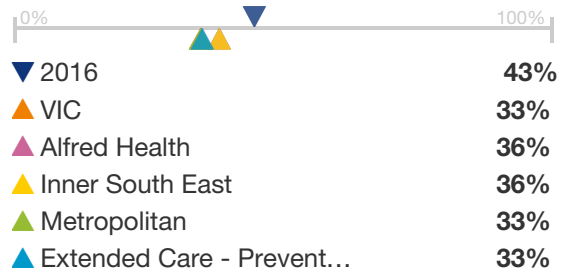 0% 100%
2016 43%
VIC 33%
Alfred Health 36%
Inner South East 36%
Metropolitan 33%
Extended Care - Prevent… 33%